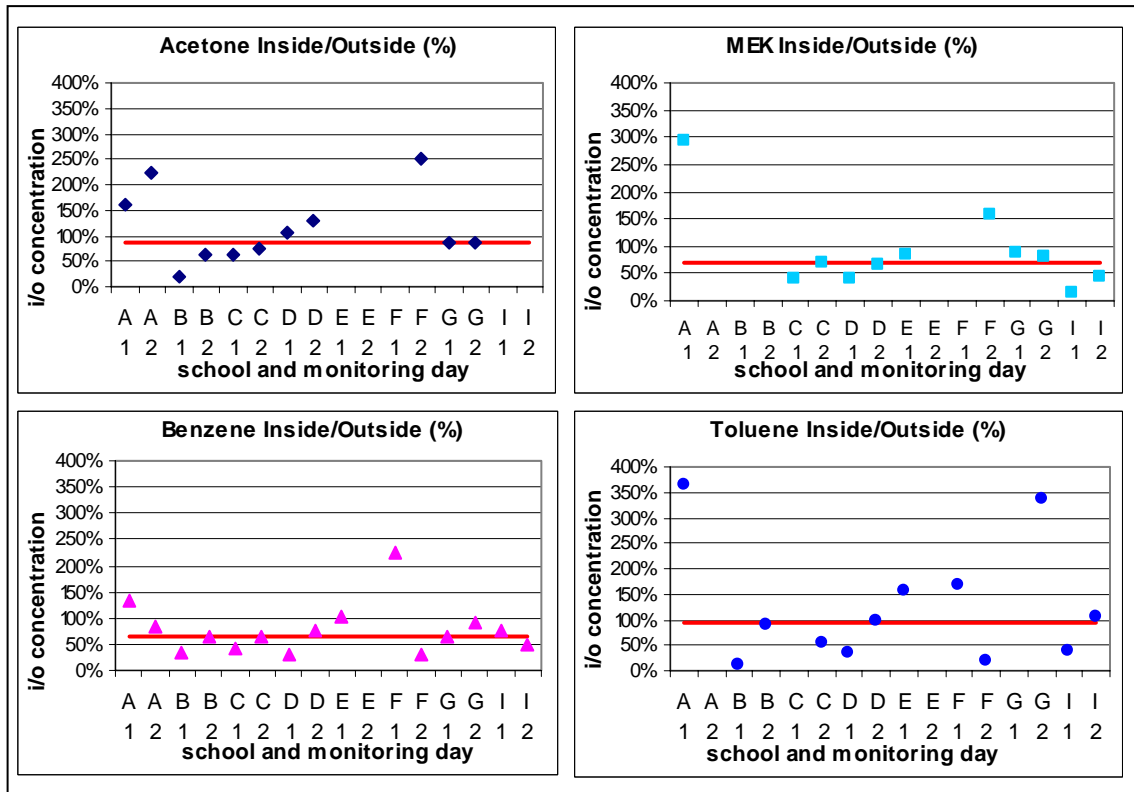 Acetone Inside/Outside (%)
i/o concentration
400%
350%
300%
250%
200%
150%
100%
50%
0%
A A B B C C D D E E F F G G I I
1 2 1 2 1 2 1 2 1 2 1 2 1 2 1 2
school and monitoring day
MEK Inside/Outside (%)
i/o concentration
400%
350%
300%
250%
200%
150%
100%
50%
0%
A A B B C C D D E E F F G G I I
1 2 1 2 1 2 1 2 1 2 1 2 1 2 1 2
school and monitoring day
Benzene Inside/Outside (%)
i/o concentration
400%
350%
300%
250%
200%
150%
100%
50%
0%
A A B B C C D D E E F F G G I I
1 2 1 2 1 2 1 2 1 2 1 2 1 2 1 2
school and monitoring day
Toluene Inside/Outside (%)
i/o concentration
400%
350%
300%
250%
200%
150%
100%
50%
0%
A A B B C C D D E E F F G G I I
1 2 1 2 1 2 1 2 1 2 1 2 1 2 1 2
school and monitoring day